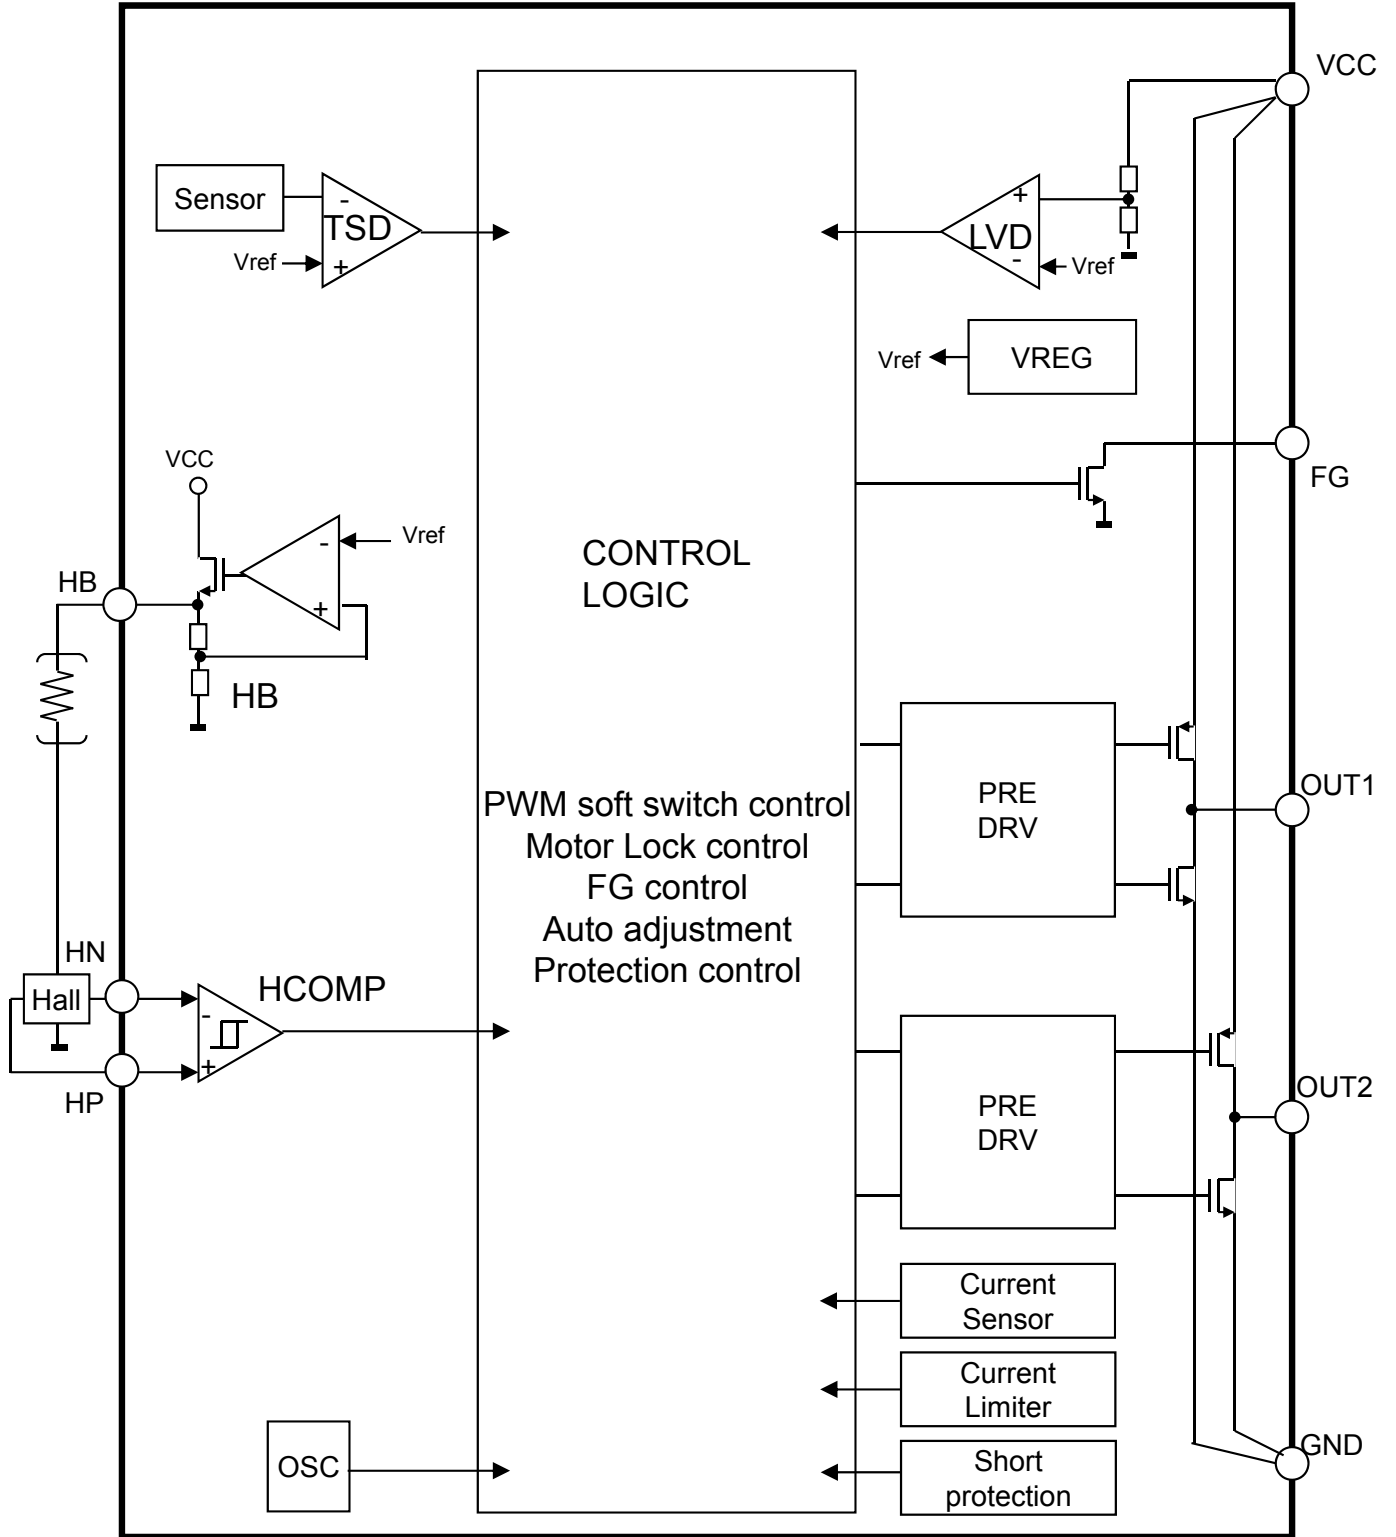 VCC
Sensor
-
TSD
Vref
+
+
LVD
-
Vref
Vref
VREG
FG
VCC
-
Vref
HB
+
HB
CONTROL
LOGIC
PRE
DRV
OUT1
PWM soft switch control
Motor Lock control
FG control
Auto adjustment
Protection control
HN
Hall
HCOMP
-
+
HP
PRE
DRV
OUT2
Current
Sensor
Current
Limiter
OSC
Short
protection
GND